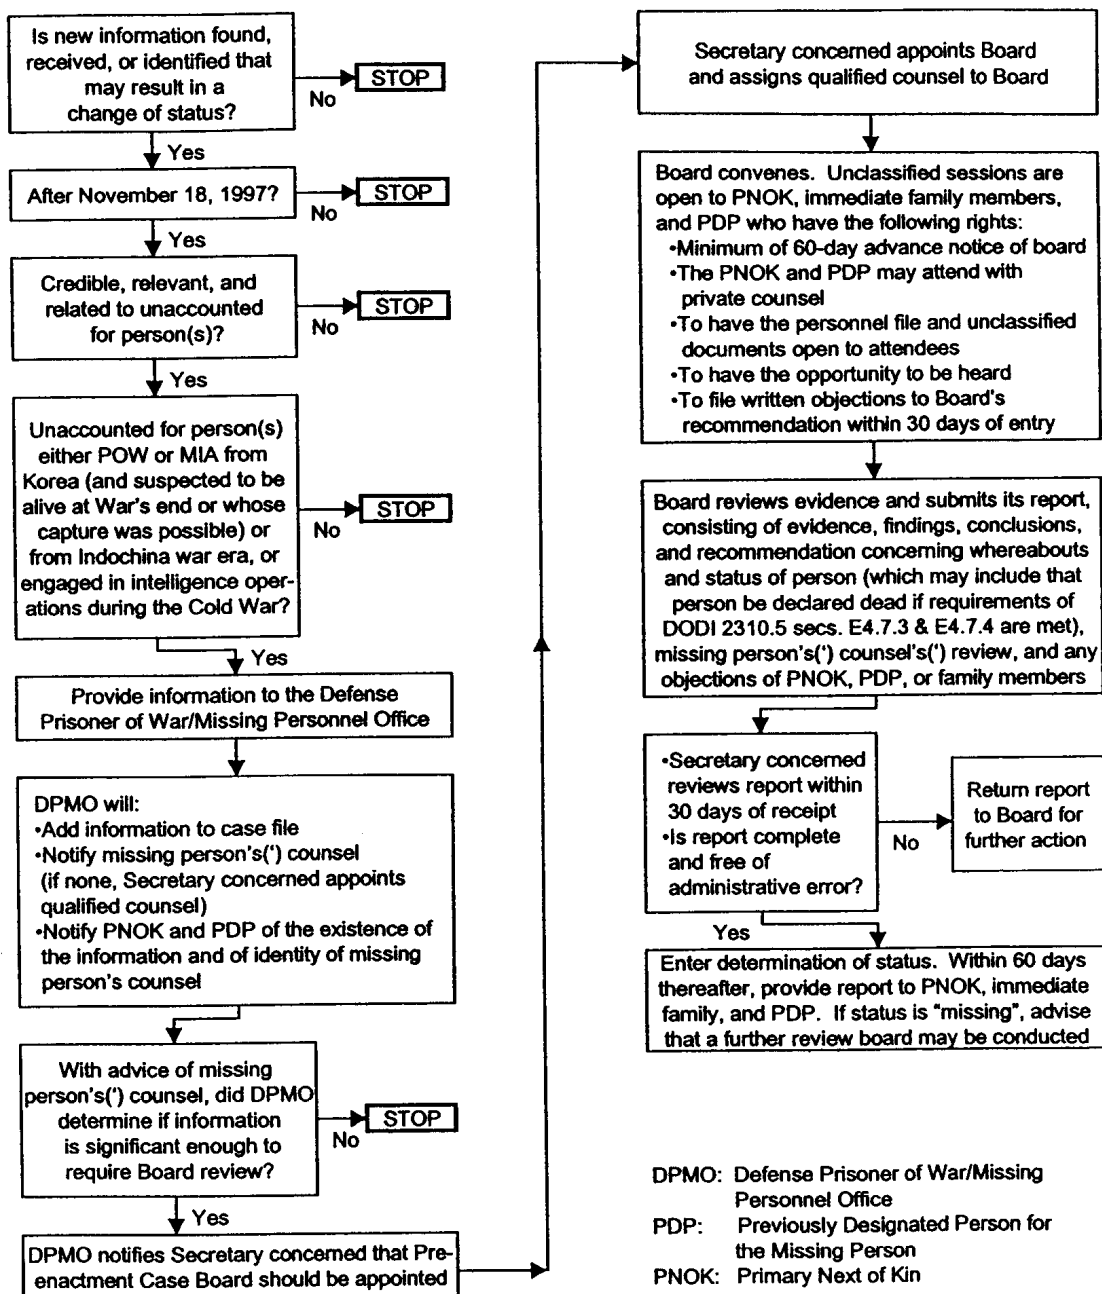 Is new information found,
received, or identified that
may result in a
change of status?
No
STOP
Yes
After November 18, 1997?
No
STOP
Yes
Credible, relevant, and
related to unaccounted
for person(s)?
No
STOP
Yes
Unaccounted for person(s)
either POW or MIA from
Korea (and suspected to be
alive at War's end or whose
capture was possible) or
from Indochina war era, or
engaged in intelligence oper-
ations during the Cold War?
No
STOP
Yes
Provide information to the Defense
Prisoner of War/Missing Personnel Office
DPMO will:
•Add information to case file
•Notify missing person's(') counsel
(if none, Secretary concerned appoints
qualified counsel)
•Notify PNOK and PDP of the existence of
the information and of identity of missing
person's counsel
With advice of missing
person's(') counsel, did DPMO
determine if information
is significant enough to
require Board review?
No
STOP
Yes
DPMO notifies Secretary concerned that Pre-
enactment Case Board should be appointed
Secretary concerned appoints Board
and assigns qualified counsel to Board
Board convenes. Unclassified sessions are
open to PNOK, immediate family members,
and PDP who have the following rights:
•Minimum of 60-day advance notice of board
•The PNOK and PDP may attend with
private counsel
•To have the personnel file and unclassified
documents open to attendees
•To have the opportunity to be heard
•To file written objections to Board's
recommendation within 30 days of entry
Board reviews evidence and submits its report,
consisting of evidence, findings, conclusions,
and recommendation concerning whereabouts
and status of person (which may include that
person be declared dead if requirements of
DODI 2310.5 secs. E4.7.3 & E4.7.4 are met),
missing person's(') counsel's(') review, and any
objections of PNOK, PDP, or family members
•Secretary concerned
reviews report within
30 days of receipt
•Is report complete
and free of
administrative error?
No
Return report
to Board for
further action
Yes
Enter determination of status. Within 60 days
thereafter, provide report to PNOK, immediate
family, and PDP. If status is "missing", advise
that a further review board may be conducted
DPMO: Defense Prisoner of War/Missing
Personnel Office
PDP: Previously Designated Person for
the Missing Person
PNOK: Primary Next of Kin